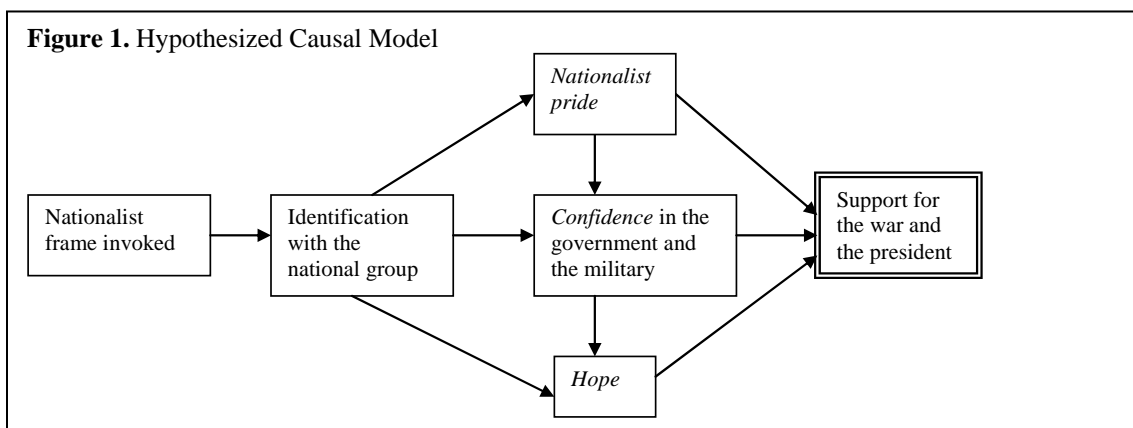 Figure 1. Hypothesized Causal Model
Nationalist
pride
Nationalist
frame invoked
Identification
with the
national group
Confidence in the
government and
the military
Support for
the war and
the president
Hope